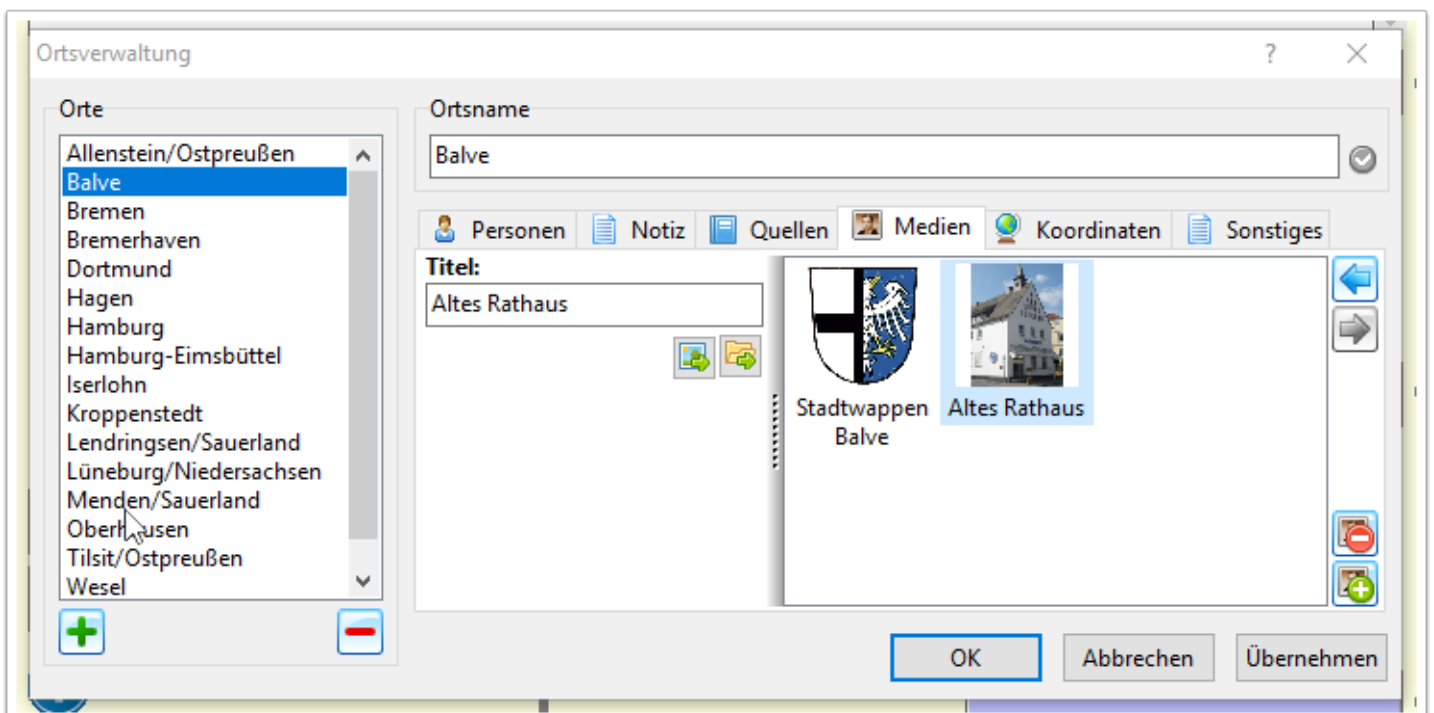 Ortsverwaltung
?
Orte
Allenstein/Ostpreußen
Balve
Bremen
Bremerhaven
Dortmund
Hagen
Hamburg
Hamburg-Eimsbüttel
Iserlohn
Kroppenstedt
Lendringsen/Sauerland
Lüneburg/Niedersachsen
Menden/Sauerland
Oberhausen
Tilsit/Ostpreußen
Wesel
Ortsname
Balve
Personen Notiz Quellen Medien Koordinaten Sonstiges
Titel:
Altes Rathaus
Stadtwappen
Balve
Altes Rathaus
OK Abbrechen Übernehmen